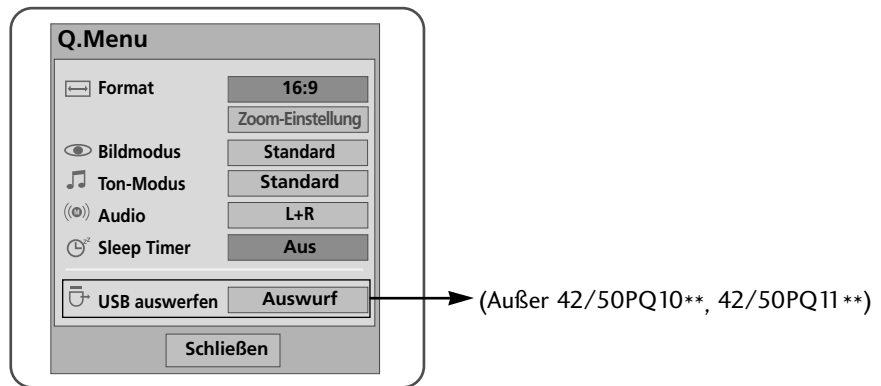 Q.Menu
Format 16:9
Zoom-Einstellung
Bildmodus Standard
Ton-Modus Standard
Audio L+R
Sleep Timer Aus
USB auswerfen Auswurf (Außer 42/50PQ10**, 42/50PQ11**)
Schließen